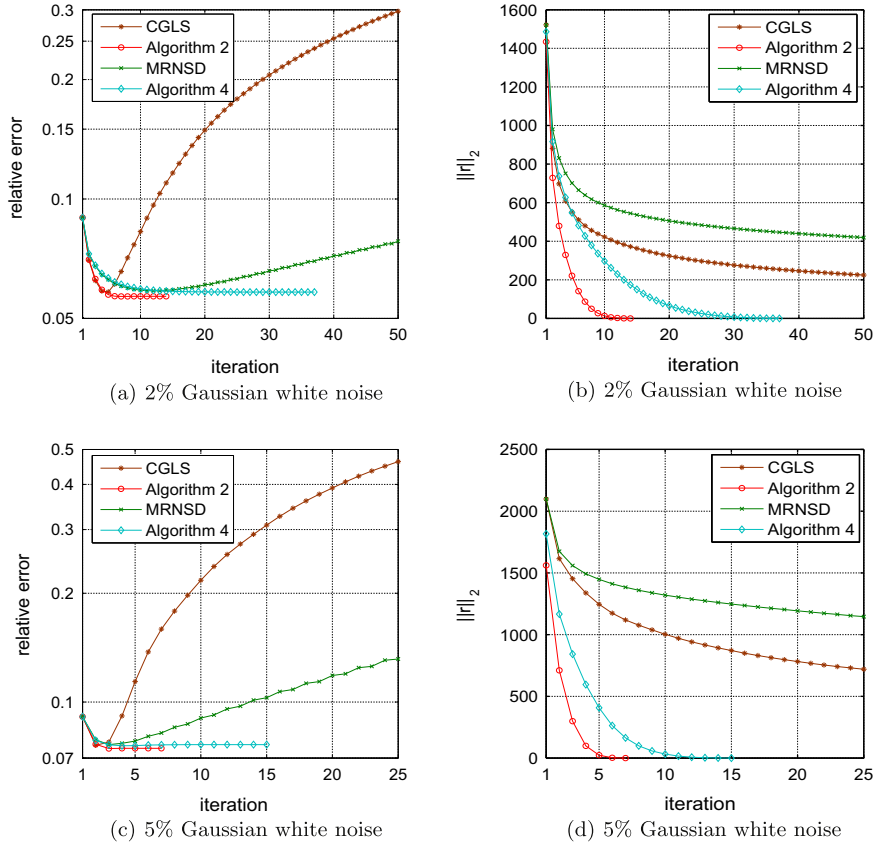 0.3
0.25
0.2
0.15
0.1
0.05
relative error
CGLS
Algorithm 2
MRNSD
Algorithm 4
1 10 20 30 40 50
iteration
(a) 2% Gaussian white noise
1600
1400
1200
1000
800
600
400
200
0
||r||₂
CGLS
Algorithm 2
MRNSD
Algorithm 4
1 10 20 30 40 50
iteration
(b) 2% Gaussian white noise
0.5
0.4
0.3
0.2
0.1
0.07
relative error
CGLS
Algorithm 2
MRNSD
Algorithm 4
1 5 10 15 20 25
iteration
(c) 5% Gaussian white noise
2500
2000
1500
1000
500
0
||r||₂
CGLS
Algorithm 2
MRNSD
Algorithm 4
1 5 10 15 20 25
iteration
(d) 5% Gaussian white noise